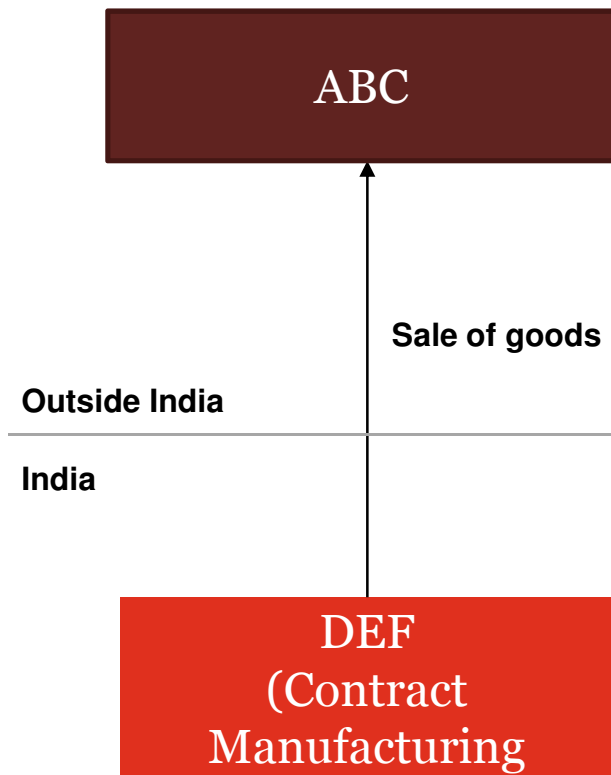 ABC
Sale of goods
Outside India
India
DEF
(Contract
Manufacturing